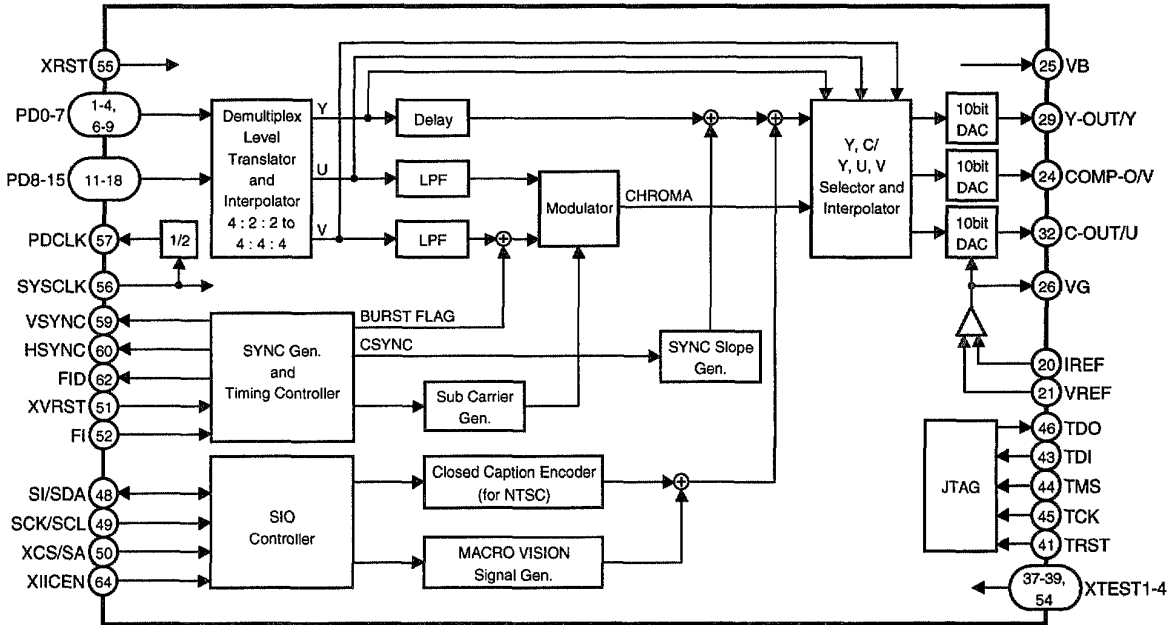 XRST 55
PD0-7 1-4,
6-9
PD8-15 11-18
PDCLK 57
1/2
SYSCLK 56
VSYNC 59
HSYNC 60
FID 62
XVRST 51
FI 52
SI/SDA 48
SCK/SCL 49
XCS/SA 50
XIICEN 64
Demultiplex
Level
Translator
and
Interpolator
4 : 2 : 2 to
4 : 4 : 4
Y
U
V
Delay
LPF
LPF
Modulator
CHROMA
BURST FLAG
CSYNC
SYNC Gen.
and
Timing Controller
Sub Carrier
Gen.
SYNC Slope
Gen.
SIO
Controller
Closed Caption Encoder
(for NTSC)
MACRO VISION
Signal Gen.
Y, C/
Y, U, V
Selector and
Interpolator
10bit
DAC
10bit
DAC
10bit
DAC
JTAG
25 VB
29 Y-OUT/Y
24 COMP-O/V
32 C-OUT/U
26 VG
20 IREF
21 VREF
46 TDO
43 TDI
44 TMS
45 TCK
41 TRST
37-39,
54 XTEST1-4